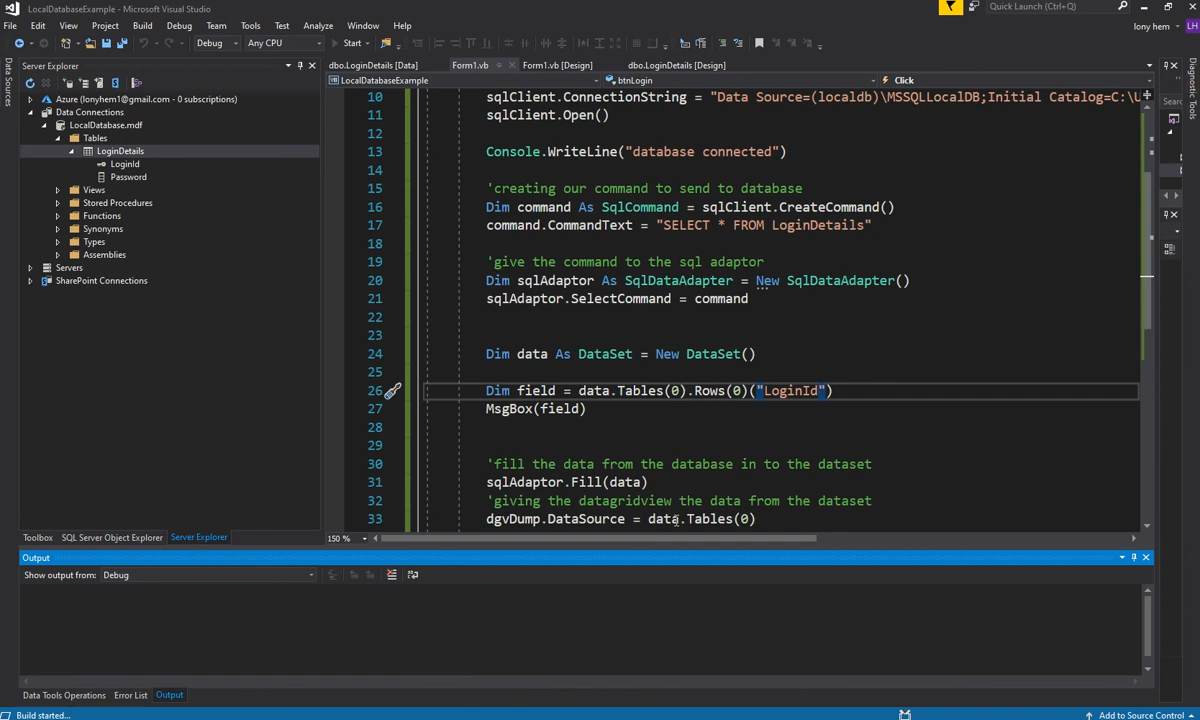 LocalDatabaseExample - Microsoft Visual Studio
Quick Launch (Ctrl+Q)
File Edit View Project Build Debug Team Tools Test Analyze Window Help
lony hem LH
Debug Any CPU Start
Server Explorer
dbo.LoginDetails [Data] Form1.vb Form1.vb [Design] dbo.LoginDetails [Design]
LocalDatabaseExample btnLogin Click
Data Sources
Azure (lonyhem1@gmail.com - 0 subscriptions)
Data Connections
LocalDatabase.mdf
Tables
LoginDetails
LoginId
Password
Views
Stored Procedures
Functions
Synonyms
Types
Assemblies
Servers
SharePoint Connections
10 sqlClient.ConnectionString = "Data Source=(localdb)\MSSQLLocalDB;Initial Catalog=C:\U
11 sqlClient.Open()
12
13 Console.WriteLine("database connected")
14
15 'creating our command to send to database
16 Dim command As SqlCommand = sqlClient.CreateCommand()
17 command.CommandText = "SELECT * FROM LoginDetails"
18
19 'give the command to the sql adaptor
20 Dim sqlAdaptor As SqlDataAdapter = New SqlDataAdapter()
21 sqlAdaptor.SelectCommand = command
22
23
24 Dim data As DataSet = New DataSet()
25
26 Dim field = data.Tables(0).Rows(0)("LoginId")
27 MsgBox(field)
28
29
30 'fill the data from the database in to the dataset
31 sqlAdaptor.Fill(data)
32 'giving the datagridview the data from the dataset
33 dgvDump.DataSource = data.Tables(0)
150 %
Diagnostic Tools
Searc
Toolbox SQL Server Object Explorer Server Explorer
Output
Show output from: Debug
Data Tools Operations Error List Output
Build started...
Add to Source Control